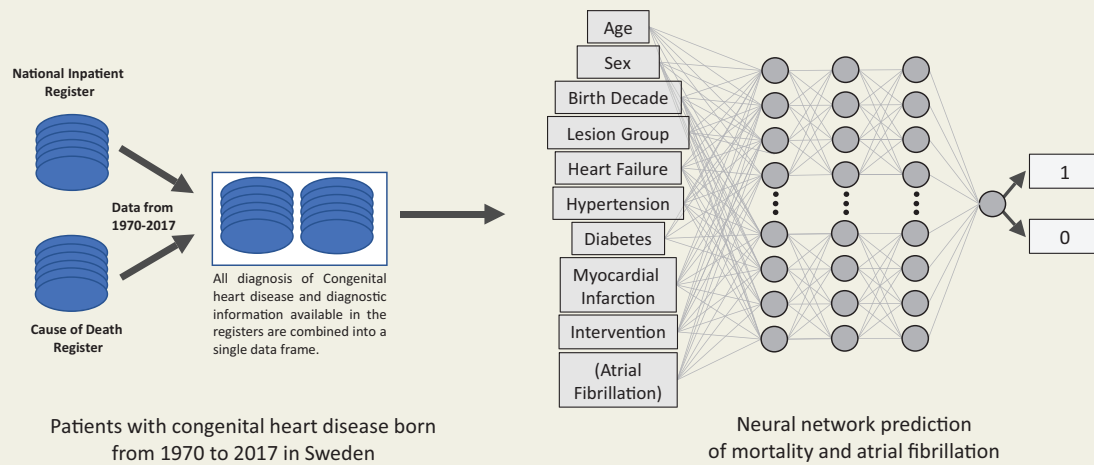 National Inpatient
Register
Data from
1970-2017
Cause of Death
Register
All diagnosis of Congenital
heart disease and diagnostic
information available in the
registers are combined into a
single data frame.
Patients with congenital heart disease born
from 1970 to 2017 in Sweden
Age
Sex
Birth Decade
Lesion Group
Heart Failure
Hypertension
Diabetes
Myocardial
Infarction
Intervention
(Atrial
Fibrillation)
1
0
Neural network prediction
of mortality and atrial fibrillation